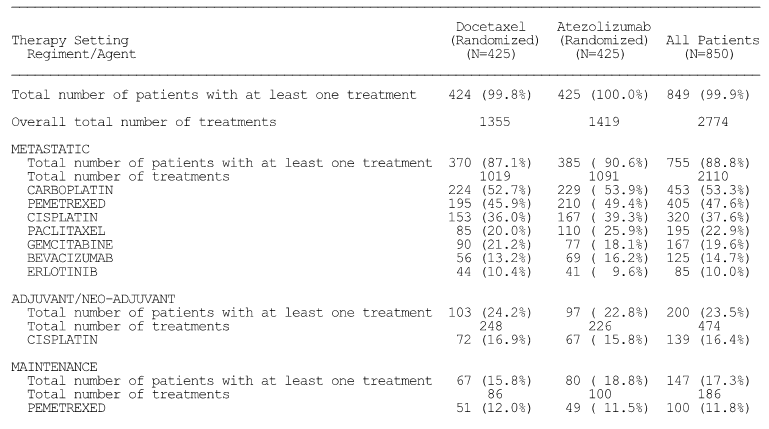 Docetaxel Atezolizumab
Therapy Setting (Randomized) (Randomized) All Patients
Regiment/Agent (N=425) (N=425) (N=850)
Total number of patients with at least one treatment 424 (99.8%) 425 (100.0%) 849 (99.9%)
Overall total number of treatments 1355 1419 2774
METASTATIC
Total number of patients with at least one treatment 370 (87.1%) 385 ( 90.6%) 755 (88.8%)
Total number of treatments 1019 1091 2110
CARBOPLATIN 224 (52.7%) 229 ( 53.9%) 453 (53.3%)
PEMETREXED 195 (45.9%) 210 ( 49.4%) 405 (47.6%)
CISPLATIN 153 (36.0%) 167 ( 39.3%) 320 (37.6%)
PACLITAXEL 85 (20.0%) 110 ( 25.9%) 195 (22.9%)
GEMCITABINE 90 (21.2%) 77 ( 18.1%) 167 (19.6%)
BEVACIZUMAB 56 (13.2%) 69 ( 16.2%) 125 (14.7%)
ERLOTINIB 44 (10.4%) 41 ( 9.6%) 85 (10.0%)
ADJUVANT/NEO-ADJUVANT
Total number of patients with at least one treatment 103 (24.2%) 97 ( 22.8%) 200 (23.5%)
Total number of treatments 248 226 474
CISPLATIN 72 (16.9%) 67 ( 15.8%) 139 (16.4%)
MAINTENANCE
Total number of patients with at least one treatment 67 (15.8%) 80 ( 18.8%) 147 (17.3%)
Total number of treatments 86 100 186
PEMETREXED 51 (12.0%) 49 ( 11.5%) 100 (11.8%)